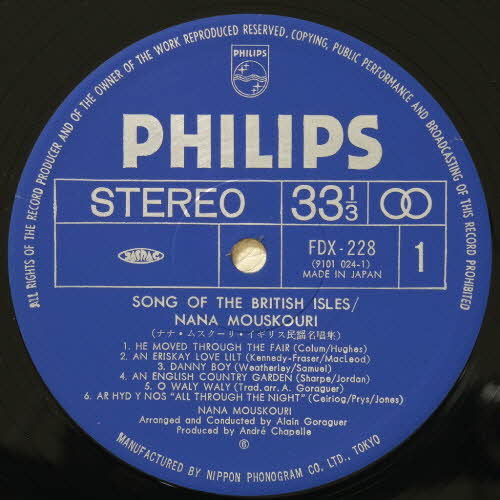 ALL RIGHTS OF THE RECORD PRODUCER AND OF THE OWNER OF THE WORK REPRODUCED RESERVED. COPYING, PUBLIC PERFORMANCE AND BROADCASTING OF THIS RECORD PROHIBITED
PHILIPS
PHILIPS
STEREO 33 1/3
JASRAC
FDX-228
(9101 024-1)
MADE IN JAPAN
1
SONG OF THE BRITISH ISLES/
NANA MOUSKOURI
(ナナ・ムスクーリ・イギリス民謡名唱集)
1. HE MOVED THROUGH THE FAIR (Colum/Hughes)
2. AN ERISKAY LOVE LILT (Kennedy-Fraser/MacLeod)
3. DANNY BOY (Weatherley/Samuel)
4. AN ENGLISH COUNTRY GARDEN (Sharpe/Jordan)
5. O WALY WALY (Trad. arr. A. Goraguer)
6. AR HYD Y NOS "ALL THROUGH THE NIGHT" (Ceiriog/Prys/Jones)
NANA MOUSKOURI
Arranged and Conducted by Alain Goraguer
Produced by André Chapelle
MANUFACTURED BY NIPPON PHONOGRAM CO. LTD., TOKYO